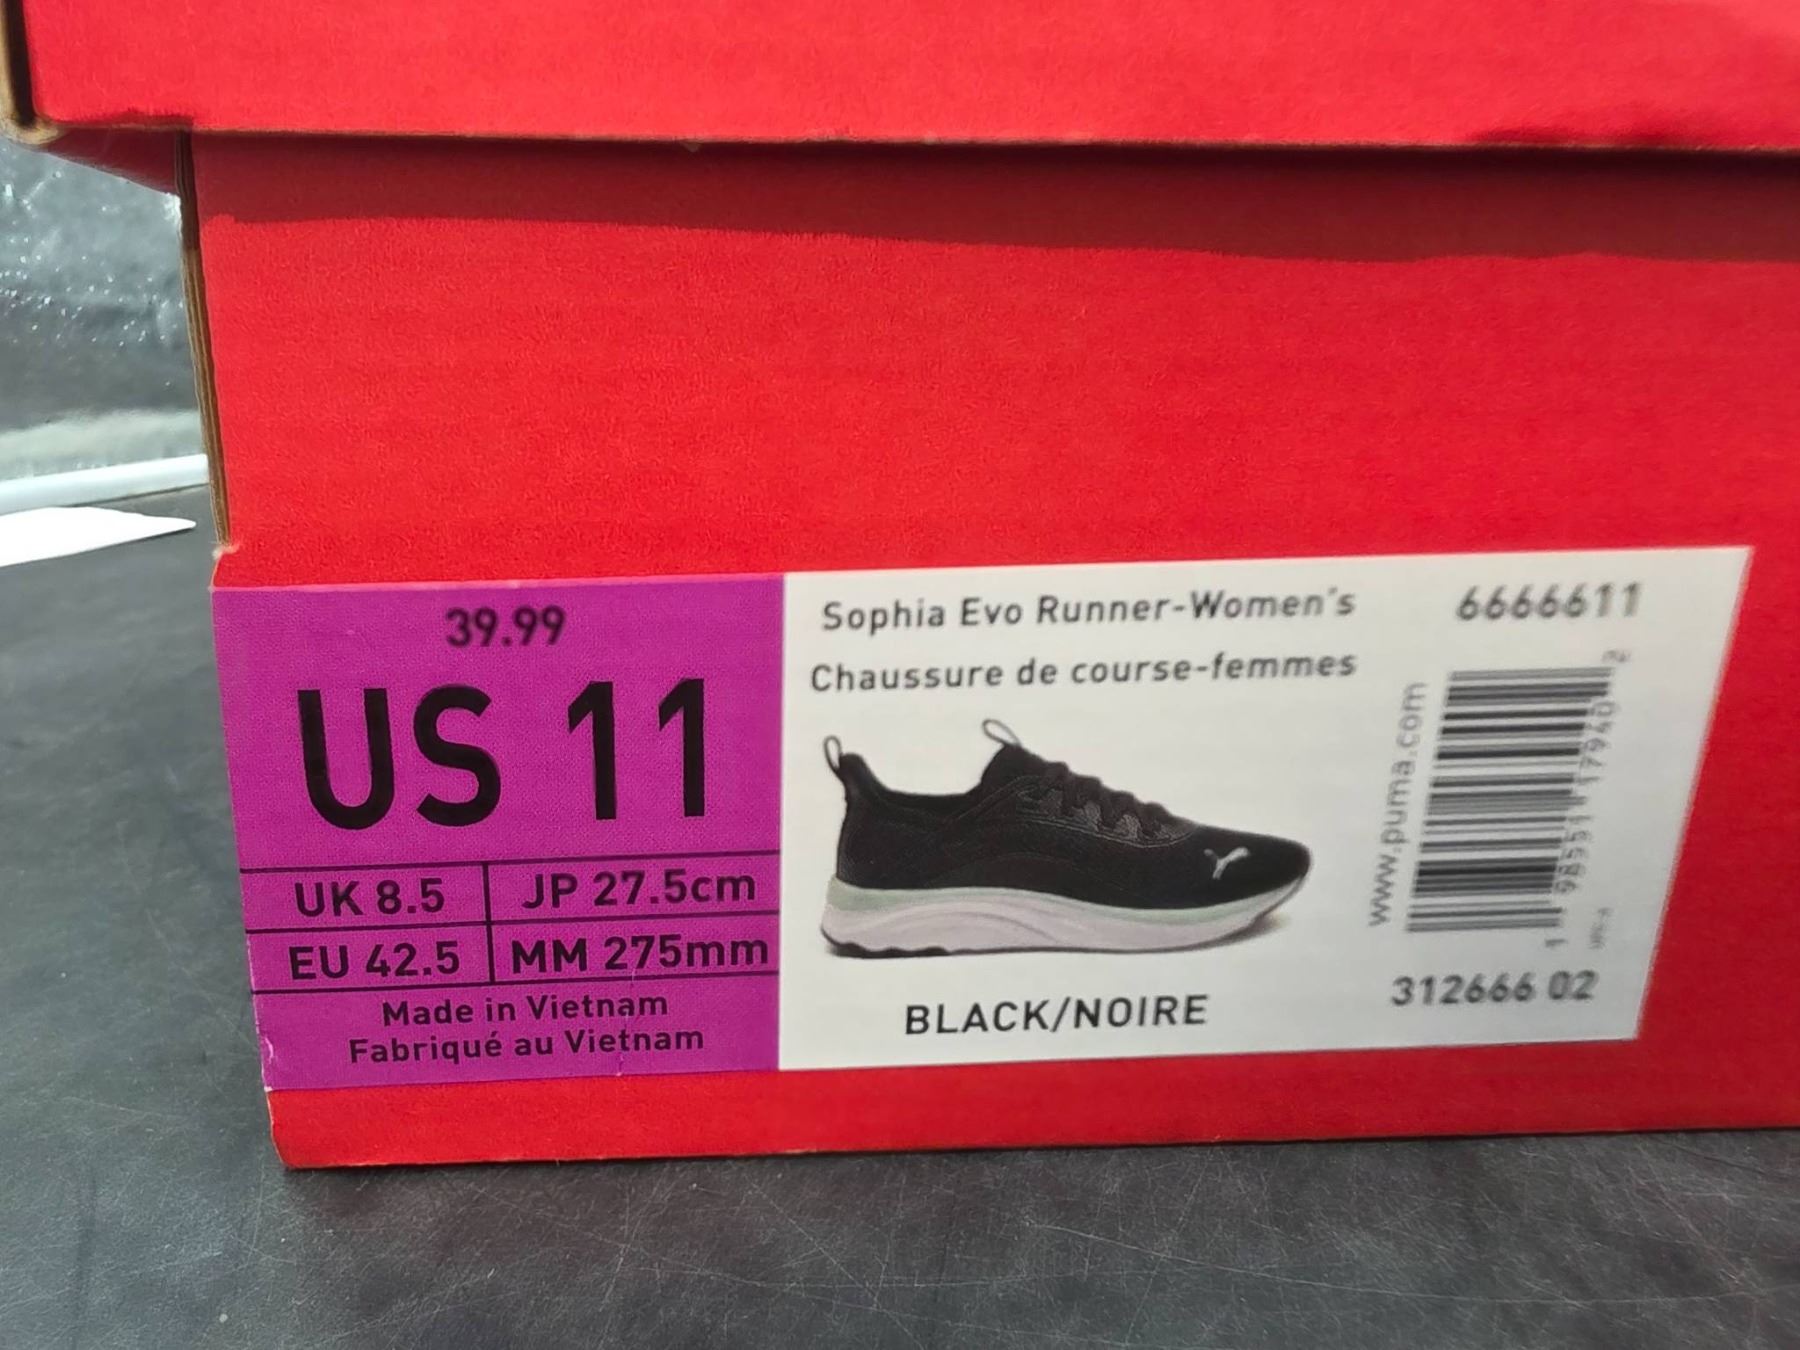 39.99
US 11
UK 8.5
JP 27.5cm
EU 42.5
MM 275mm
Made in Vietnam
Fabriqué au Vietnam
Sophia Evo Runner-Women's
Chaussure de course-femmes
6666611
www.puma.com
BLACK/NOIRE
312666 02